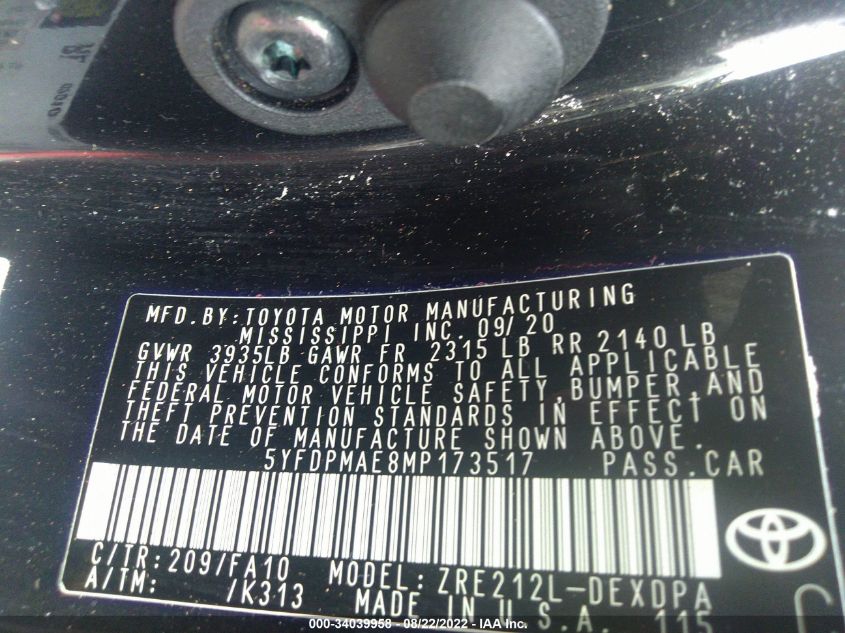 MFD. BY: TOYOTA MOTOR MANUFACTURING
MISSISSIPPI INC. 09/20
GVWR 3935LB GAWR FR 2315 LB RR 2140 LB
THIS VEHICLE CONFORMS TO ALL APPLICABLE
FEDERAL MOTOR VEHICLE SAFETY, BUMPER, AND
THEFT PREVENTION STANDARDS IN EFFECT ON
THE DATE OF MANUFACTURE SHOWN ABOVE.
5YFDPMAE8MP173517 PASS. CAR
C/TR: 209/FA10 MODEL: ZRE212L-DEXDPA
A/TM: /K313 MADE IN U.S.A. 115
000-34039958 - 08/22/2022 - IAA Inc.